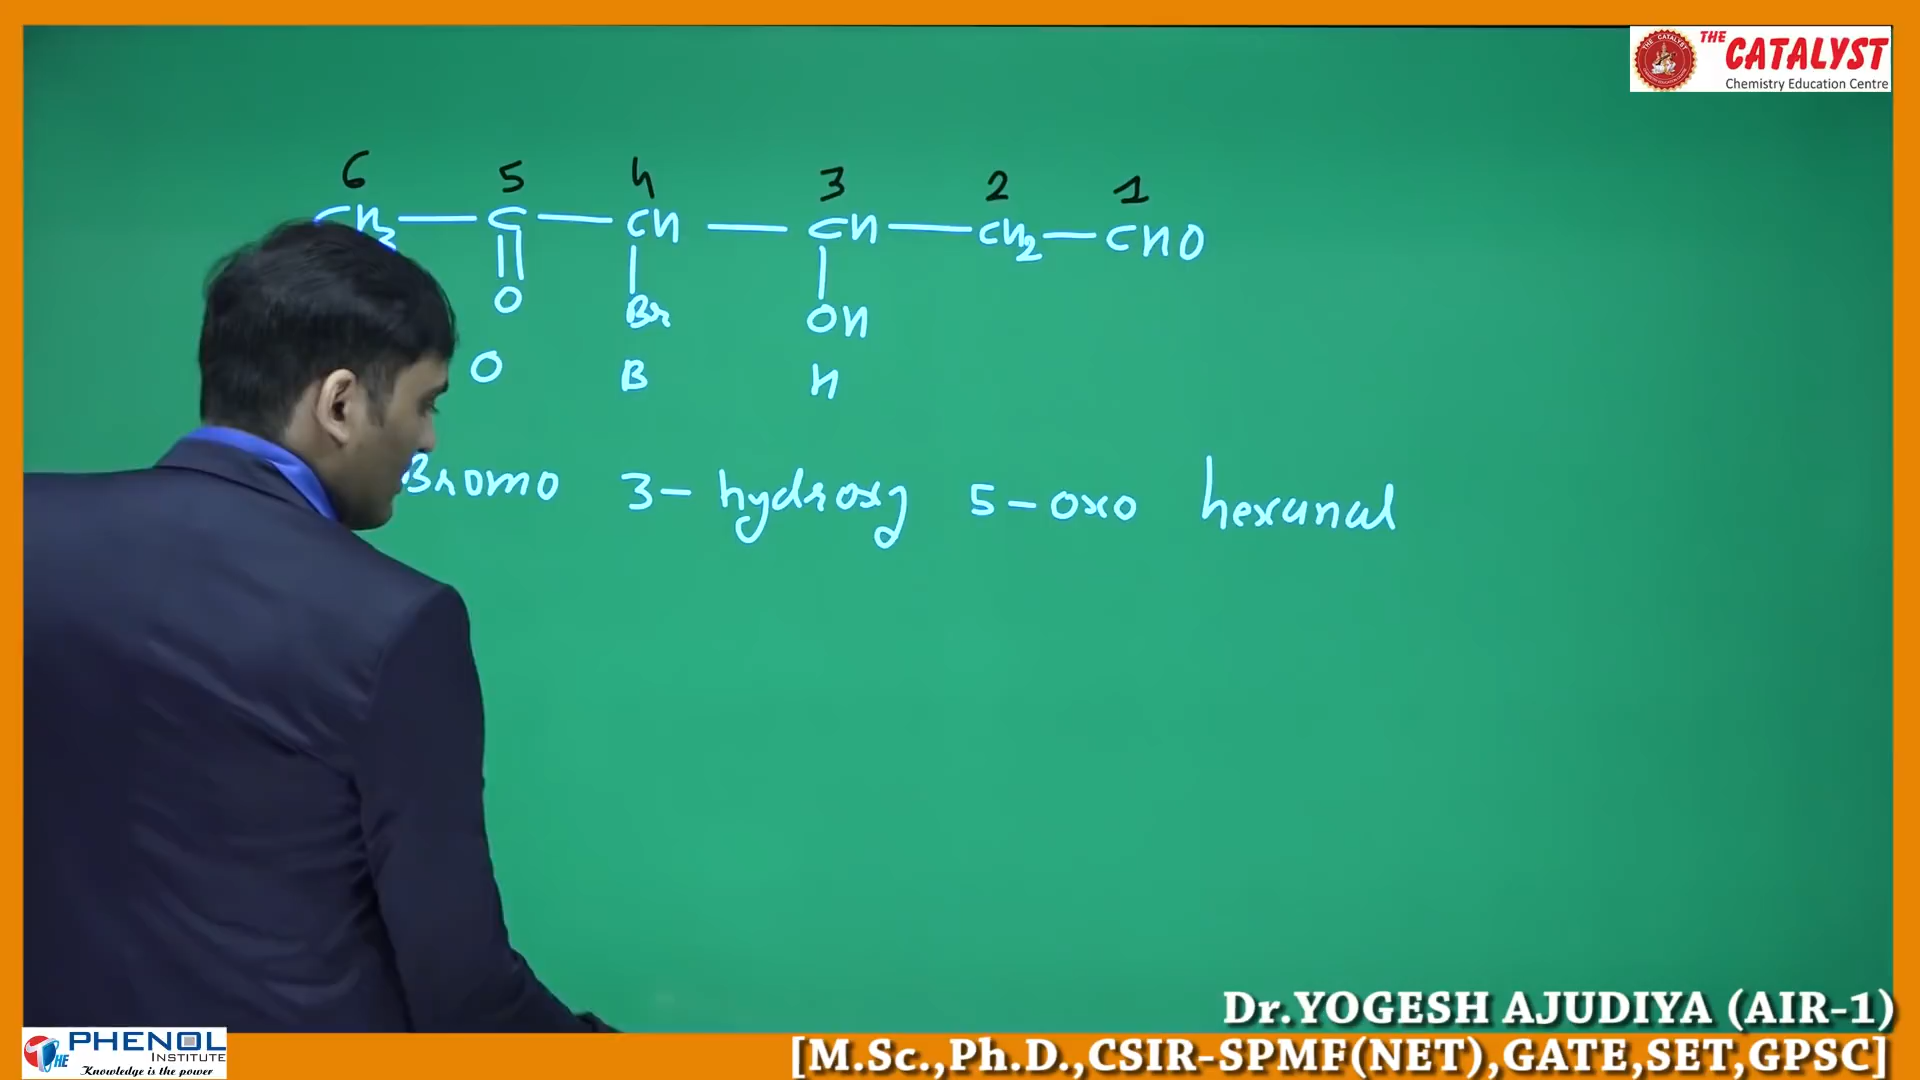 THE
CATALYST
Chemistry Education Centre
6 5 4 3 2 1
CH3 — C — CH — CH — CH2 — CHO
O Br OH
O B H
Bromo 3 - hydroxy 5 - oxo hexanal
Dr.YOGESH AJUDIYA (AIR-1)
[M.Sc.,Ph.D.,CSIR-SPMF(NET),GATE,SET,GPSC]
THE PHENOL
INSTITUTE
Knowledge is the power